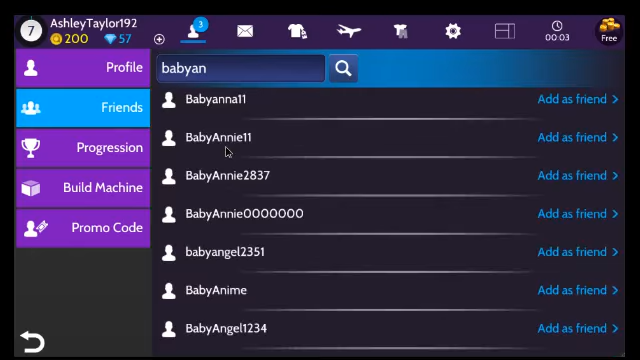 7 AshleyTaylor192 3
200 57 00:03 Free
Profile babyan
Babyanna11 Add as friend
Friends
BabyAnnie11 Add as friend
Progression
BabyAnnie2837 Add as friend
Build Machine
BabyAnnie0000000 Add as friend
Promo Code
babyangel2351 Add as friend
BabyAnime Add as friend
BabyAngel1234 Add as friend